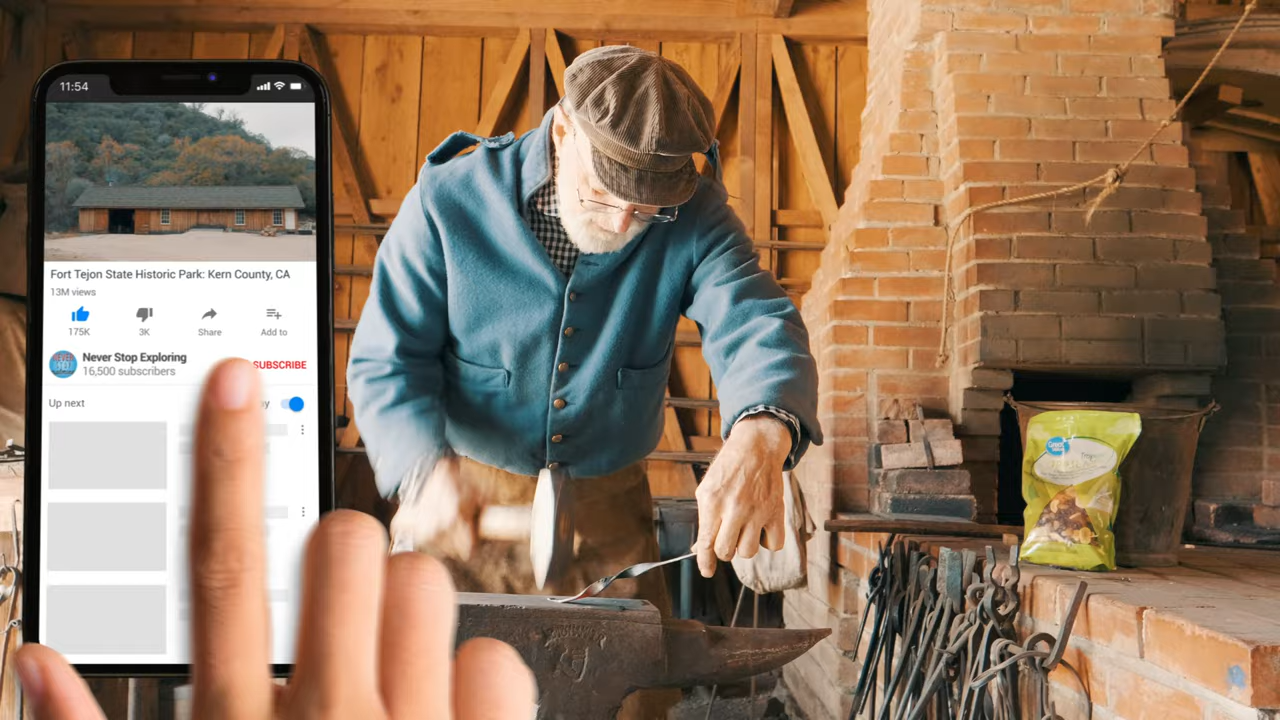 11:54
Fort Tejon State Historic Park: Kern County, CA
13M views
175K
3K
Share
Add to
Never Stop Exploring
16,500 subscribers
SUBSCRIBE
Up next
Great